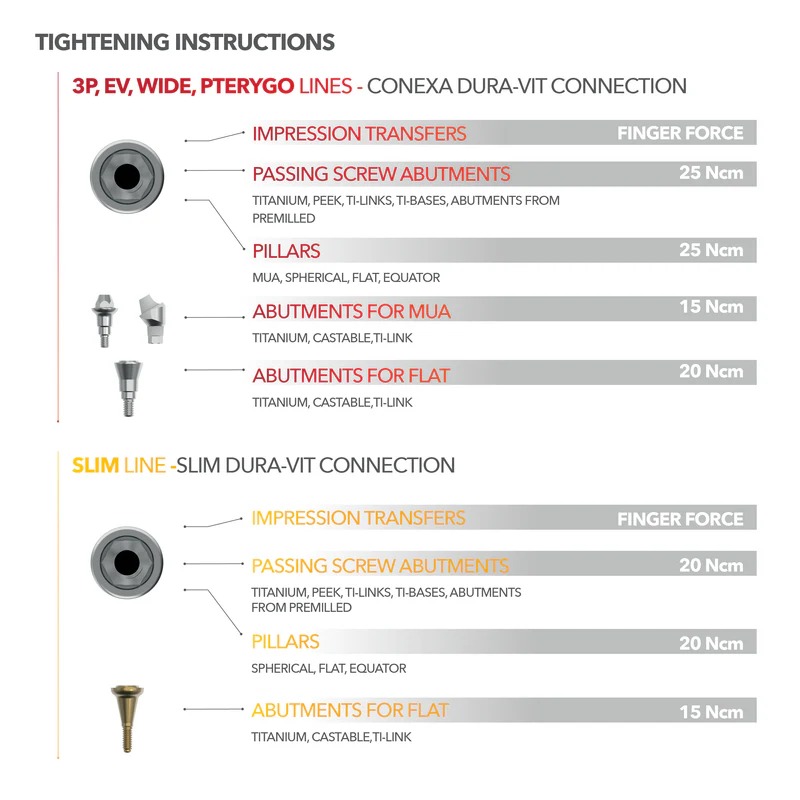 TIGHTENING INSTRUCTIONS
3P, EV, WIDE, PTERYGO LINES - CONEXA DURA-VIT CONNECTION
IMPRESSION TRANSFERS FINGER FORCE
PASSING SCREW ABUTMENTS 25 Ncm
TITANIUM, PEEK, TI-LINKS, TI-BASES, ABUTMENTS FROM
PREMILLED
PILLARS 25 Ncm
MUA, SPHERICAL, FLAT, EQUATOR
ABUTMENTS FOR MUA 15 Ncm
TITANIUM, CASTABLE,TI-LINK
ABUTMENTS FOR FLAT 20 Ncm
TITANIUM, CASTABLE,TI-LINK
SLIM LINE -SLIM DURA-VIT CONNECTION
IMPRESSION TRANSFERS FINGER FORCE
PASSING SCREW ABUTMENTS 20 Ncm
TITANIUM, PEEK, TI-LINKS, TI-BASES, ABUTMENTS
FROM PREMILLED
PILLARS 20 Ncm
SPHERICAL, FLAT, EQUATOR
ABUTMENTS FOR FLAT 15 Ncm
TITANIUM, CASTABLE,TI-LINK